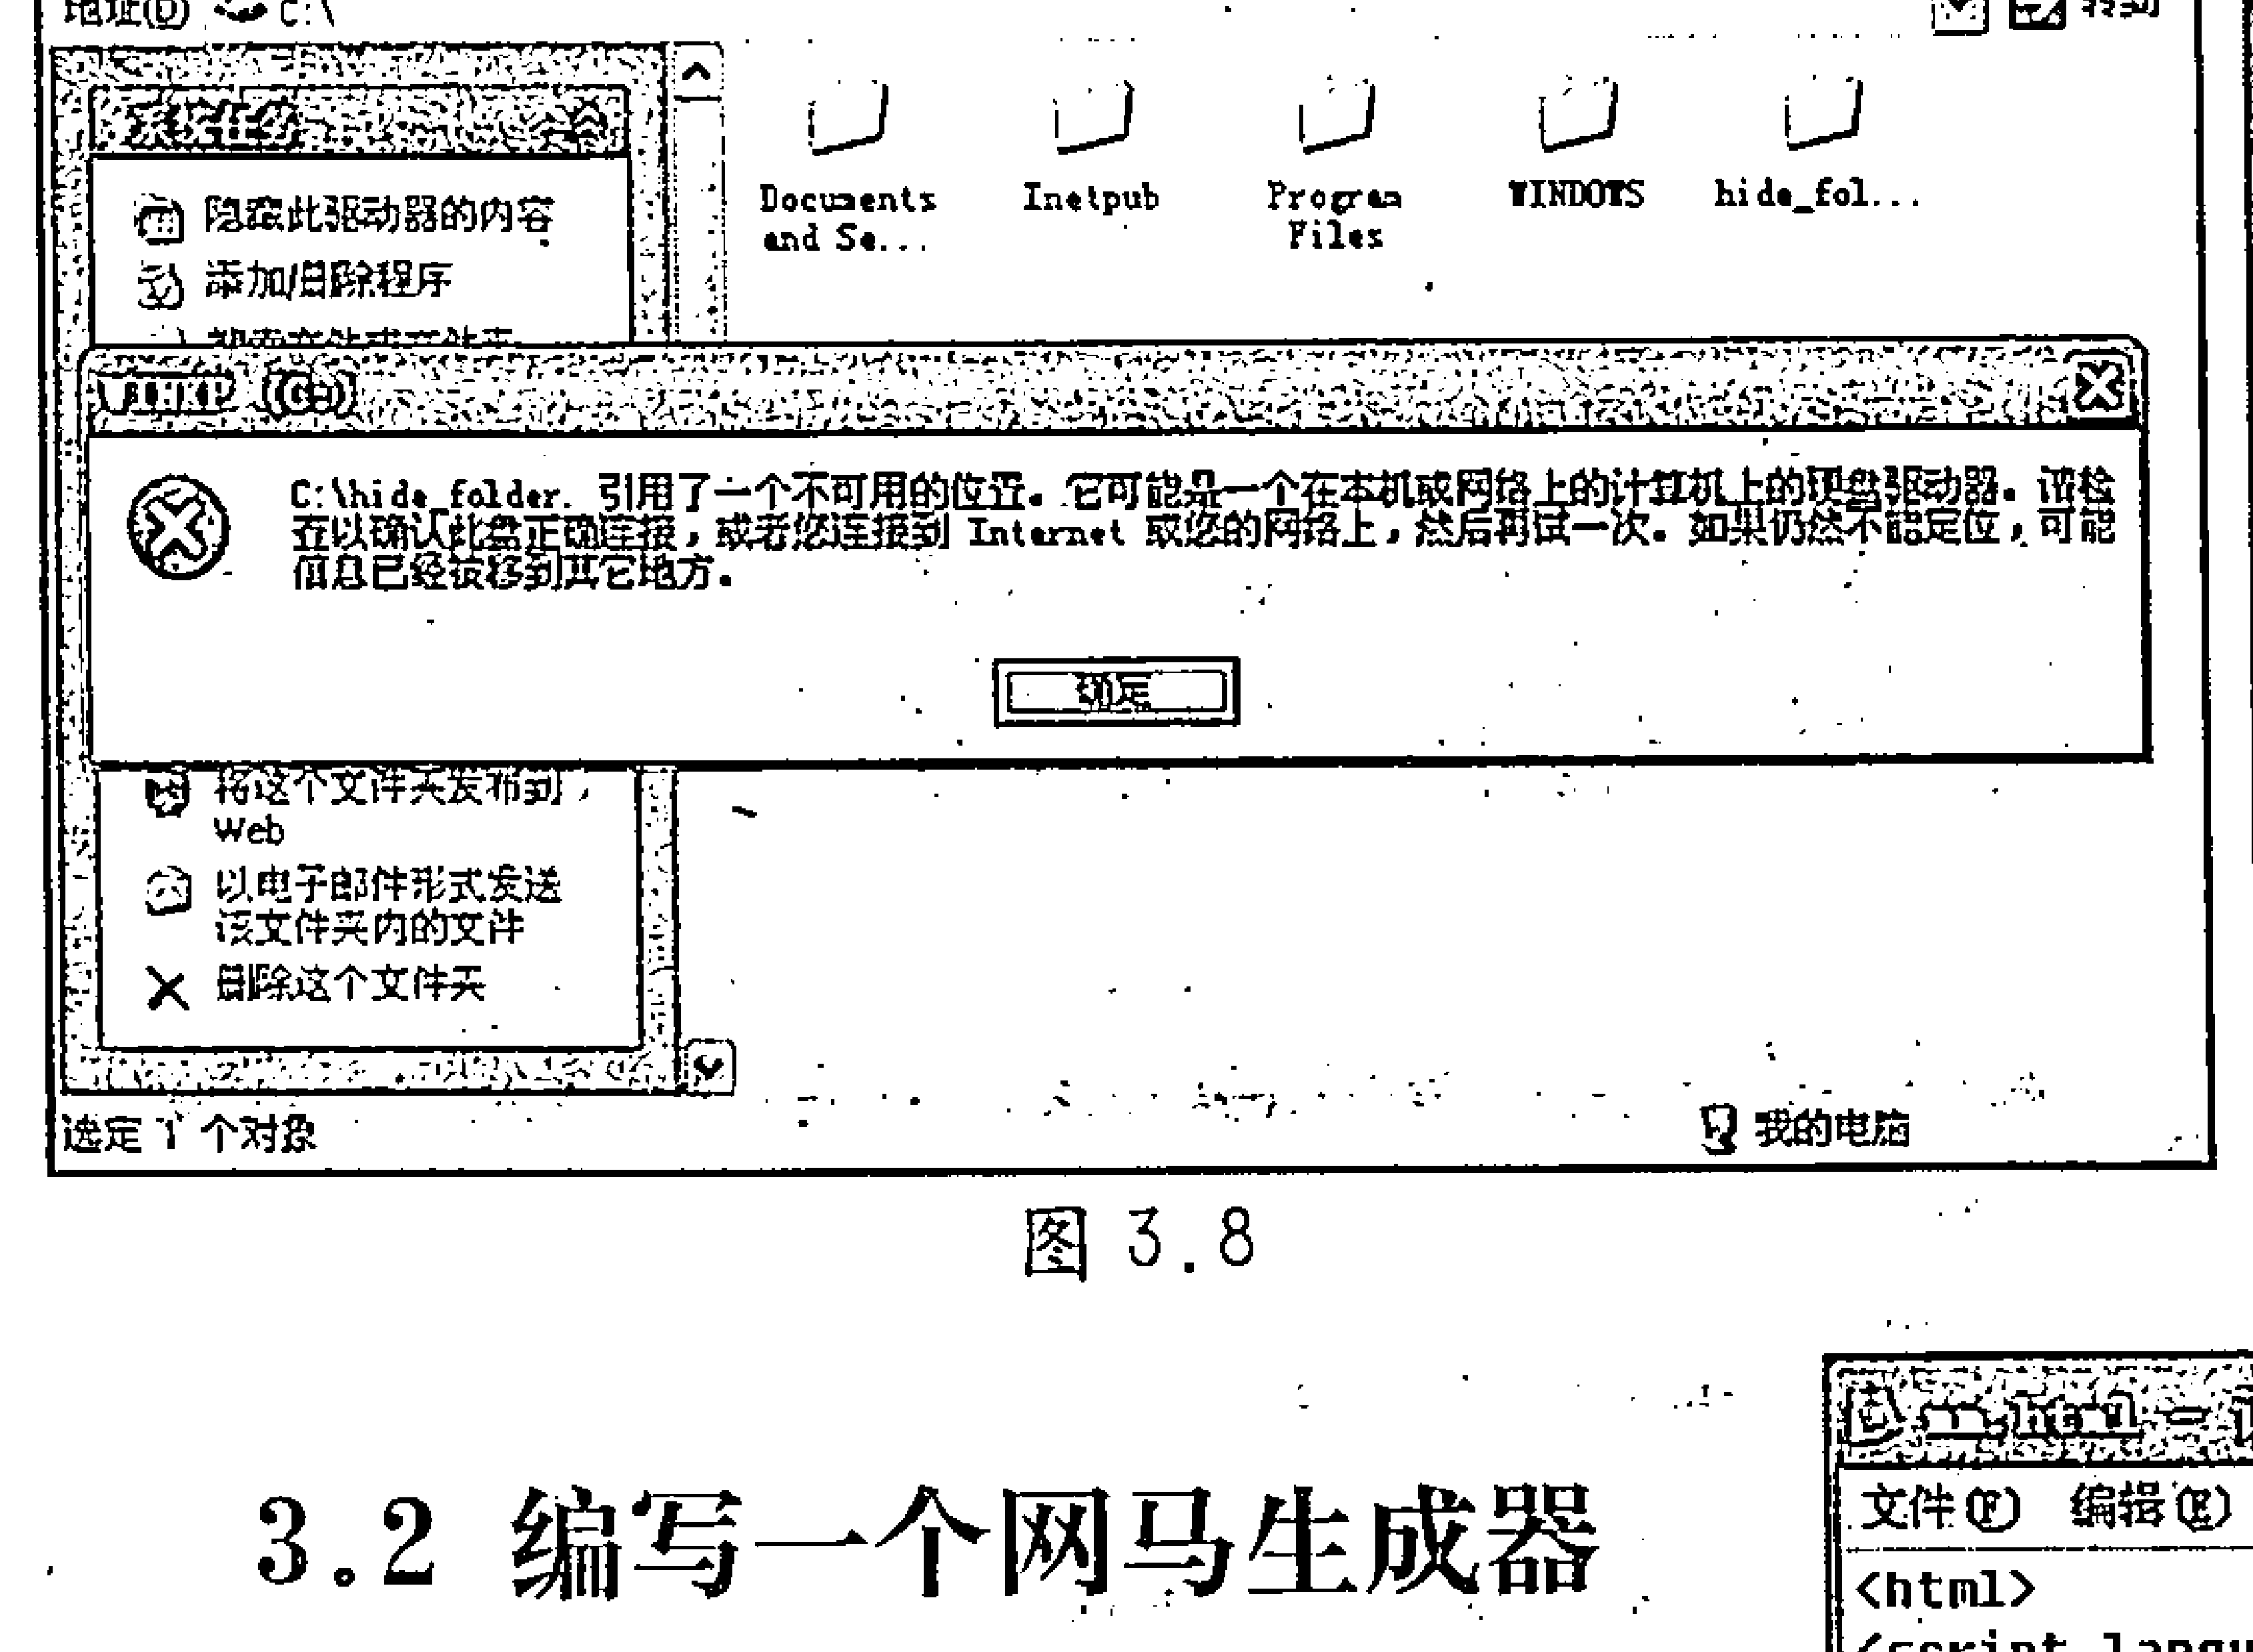 地址(D) C:\
转到
系统任务
隐藏此驱动器的内容
添加/删除程序
Documents and Se...
Inetpub
Program Files
WINDOWS
hide_fol...
(C:)
C:\hide_folder. 引用了一个不可用的位置。它可能是一个在本机或网络上的计算机上的硬盘驱动器。请检
查以确认此盘正确连接，或者您连接到 Internet 或您的网络上，然后再试一次。如果仍然不能定位，可能
信息已经被移到其它地方。
确定
将这个文件夹发布到
Web
以电子邮件形式发送
该文件夹内的文件
删除这个文件夹
选定 1 个对象
我的电脑
图 3.8
3.2 编写一个网马生成器
文件(F) 编辑(E)
<html>